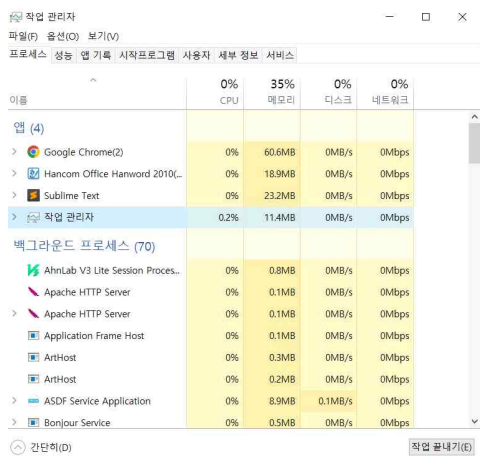 작업 관리자
파일(F) 옵션(O) 보기(V)
프로세스 성능 앱 기록 시작프로그램 사용자 세부 정보 서비스
0% 35% 0% 0%
이름 CPU 메모리 디스크 네트워크
앱 (4)
Google Chrome(2) 0% 60.6MB 0MB/s 0Mbps
Hancom Office Hanword 2010(... 0% 18.9MB 0MB/s 0Mbps
Sublime Text 0% 23.2MB 0MB/s 0Mbps
작업 관리자 0.2% 11.4MB 0MB/s 0Mbps
백그라운드 프로세스 (70)
AhnLab V3 Lite Session Proces... 0% 0.8MB 0MB/s 0Mbps
Apache HTTP Server 0% 0.1MB 0MB/s 0Mbps
Apache HTTP Server 0% 0.1MB 0MB/s 0Mbps
Application Frame Host 0% 0.1MB 0MB/s 0Mbps
ArtHost 0% 0.3MB 0MB/s 0Mbps
ArtHost 0% 0.2MB 0MB/s 0Mbps
ASDF Service Application 0% 8.9MB 0.1MB/s 0Mbps
Bonjour Service 0% 0.5MB 0MB/s 0Mbps
간단히(D) 작업 끝내기(E)